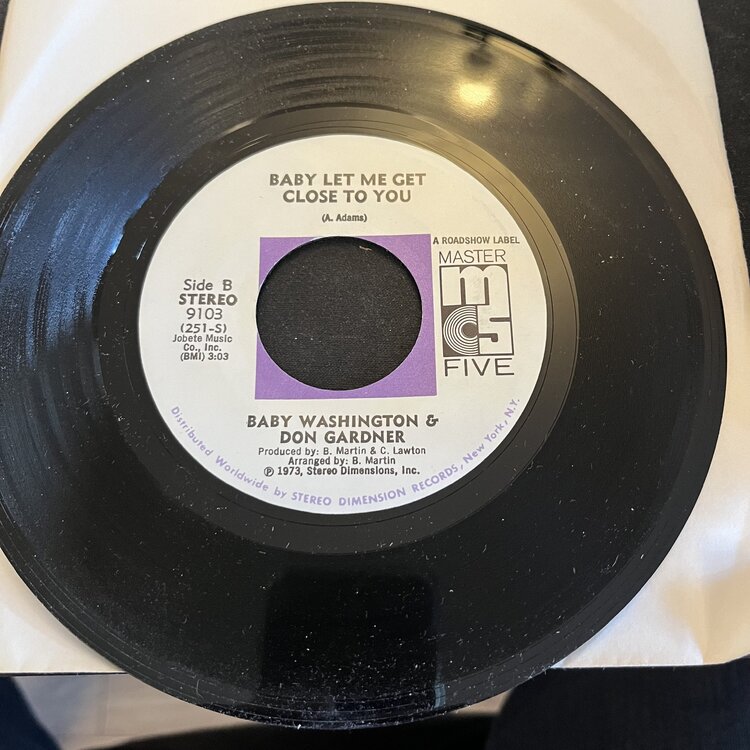 BABY LET ME GET
CLOSE TO YOU
(A. Adams)
Side B
STEREO
9103
(251-S)
Jobete Music
Co., Inc.
(BMI) 3:03
A ROADSHOW LABEL
MASTER
mc5
FIVE
BABY WASHINGTON &
DON GARDNER
Produced by: B. Martin & C. Lawton
Arranged by: B. Martin
℗ 1973, Stereo Dimensions, Inc.
Distributed Worldwide by STEREO DIMENSION RECORDS, New York, N.Y.